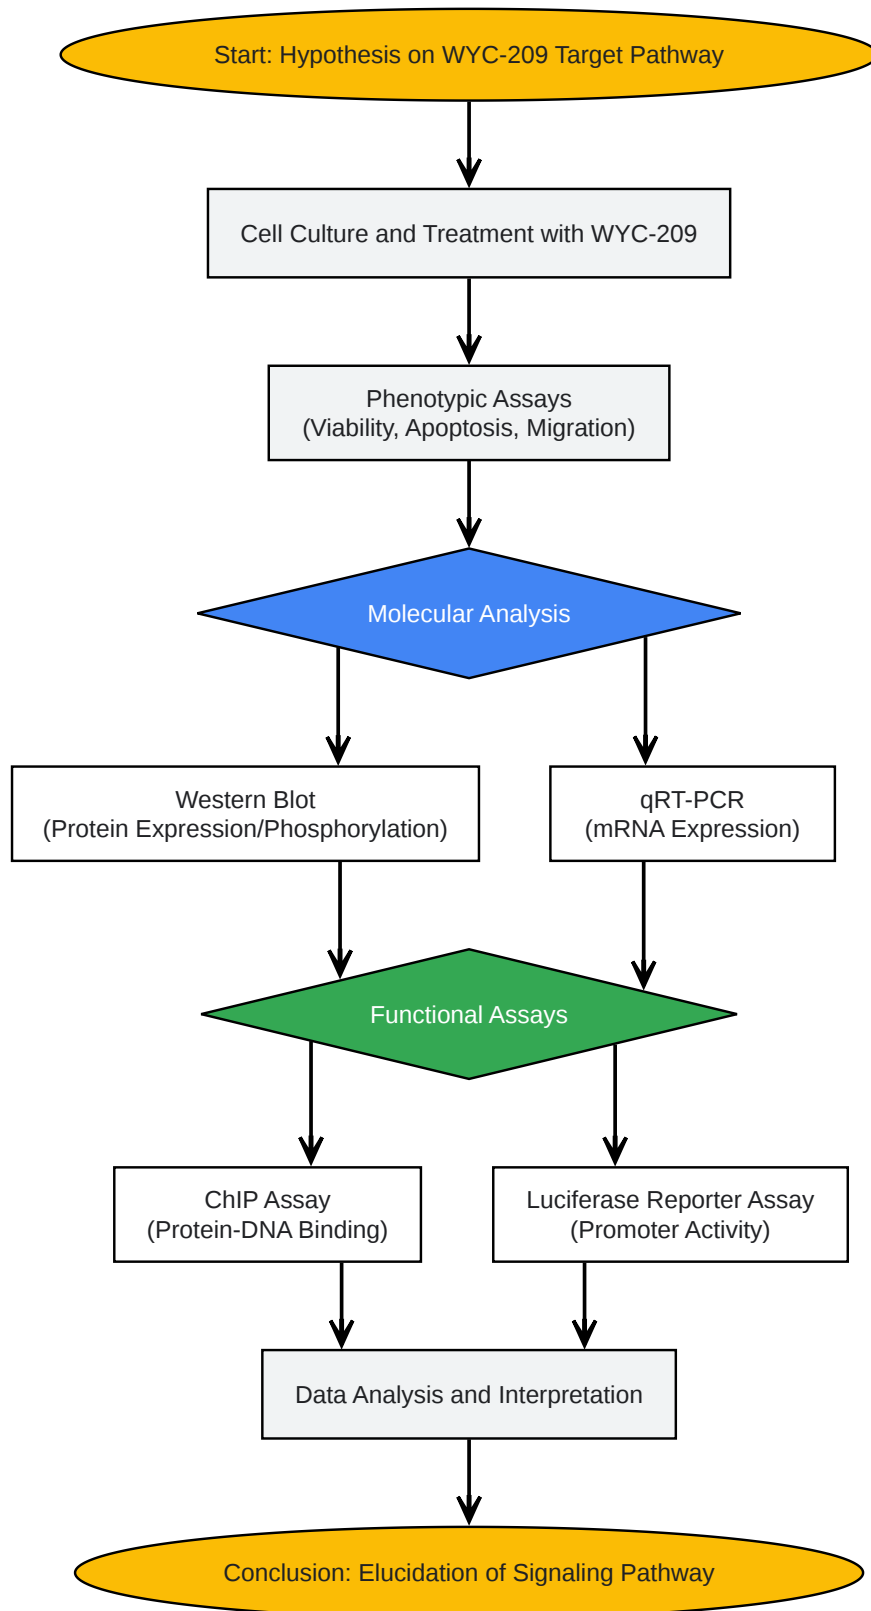 Start: Hypothesis on WYC-209 Target Pathway
Cell Culture and Treatment with WYC-209
Phenotypic Assays
(Viability, Apoptosis, Migration)
Molecular Analysis
Western Blot
(Protein Expression/Phosphorylation)
qRT-PCR
(mRNA Expression)
Functional Assays
ChIP Assay
(Protein-DNA Binding)
Luciferase Reporter Assay
(Promoter Activity)
Data Analysis and Interpretation
Conclusion: Elucidation of Signaling Pathway